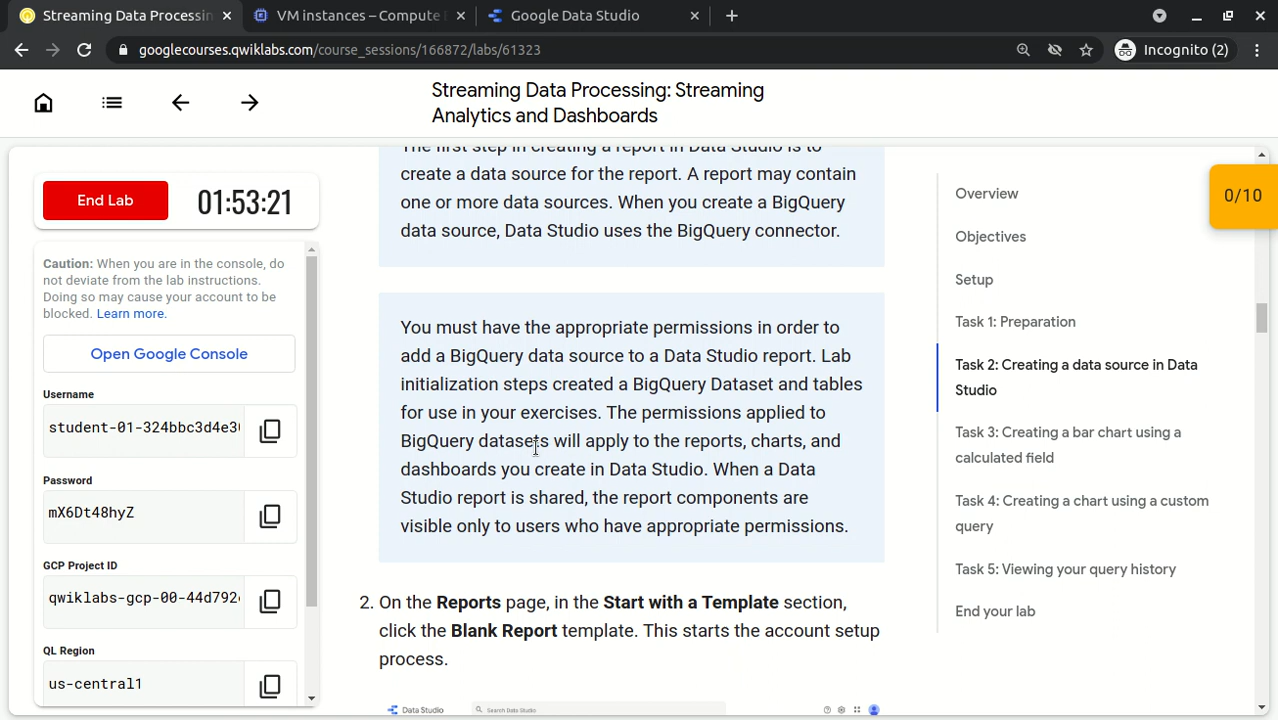 Streaming Data Processin
VM instances – Compute
Google Data Studio
googlecourses.qwiklabs.com/course_sessions/166872/labs/61323
Incognito (2)
Streaming Data Processing: Streaming
Analytics and Dashboards
End Lab
01:53:21
Caution: When you are in the console, do
not deviate from the lab instructions.
Doing so may cause your account to be
blocked. Learn more.
Open Google Console
Username
student-01-324bbc3d4e3
Password
mX6Dt48hyZ
GCP Project ID
qwiklabs-gcp-00-44d792
QL Region
us-central1
The first step in creating a report in Data Studio is to
create a data source for the report. A report may contain
one or more data sources. When you create a BigQuery
data source, Data Studio uses the BigQuery connector.
You must have the appropriate permissions in order to
add a BigQuery data source to a Data Studio report. Lab
initialization steps created a BigQuery Dataset and tables
for use in your exercises. The permissions applied to
BigQuery datasets will apply to the reports, charts, and
dashboards you create in Data Studio. When a Data
Studio report is shared, the report components are
visible only to users who have appropriate permissions.
2. On the Reports page, in the Start with a Template section,
click the Blank Report template. This starts the account setup
process.
Data Studio
Search Data Studio
Overview
Objectives
Setup
Task 1: Preparation
Task 2: Creating a data source in Data
Studio
Task 3: Creating a bar chart using a
calculated field
Task 4: Creating a chart using a custom
query
Task 5: Viewing your query history
End your lab
0/10